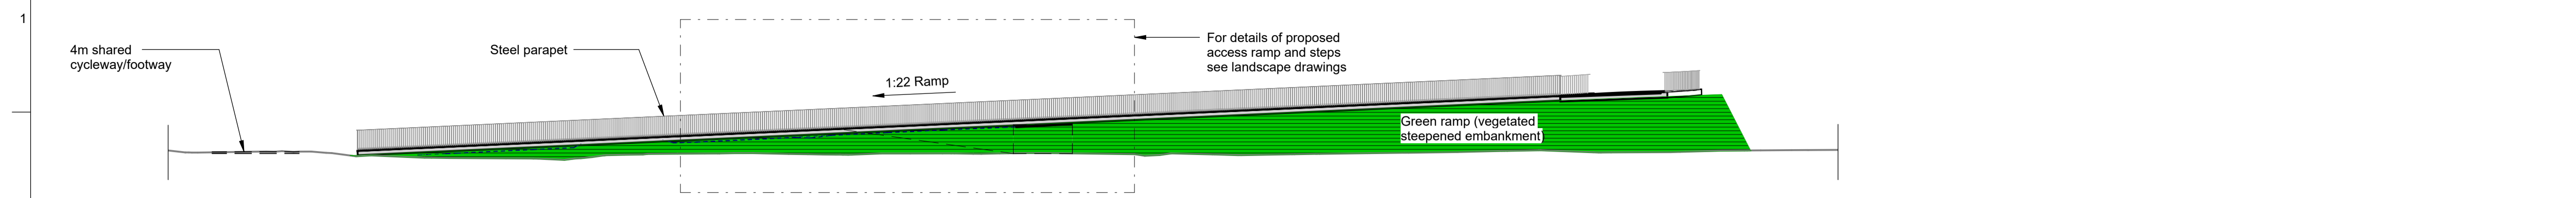 1
4m shared
cycleway/footway
Steel parapet
1:22 Ramp
For details of proposed
access ramp and steps
see landscape drawings
Green ramp (vegetated
steepened embankment)